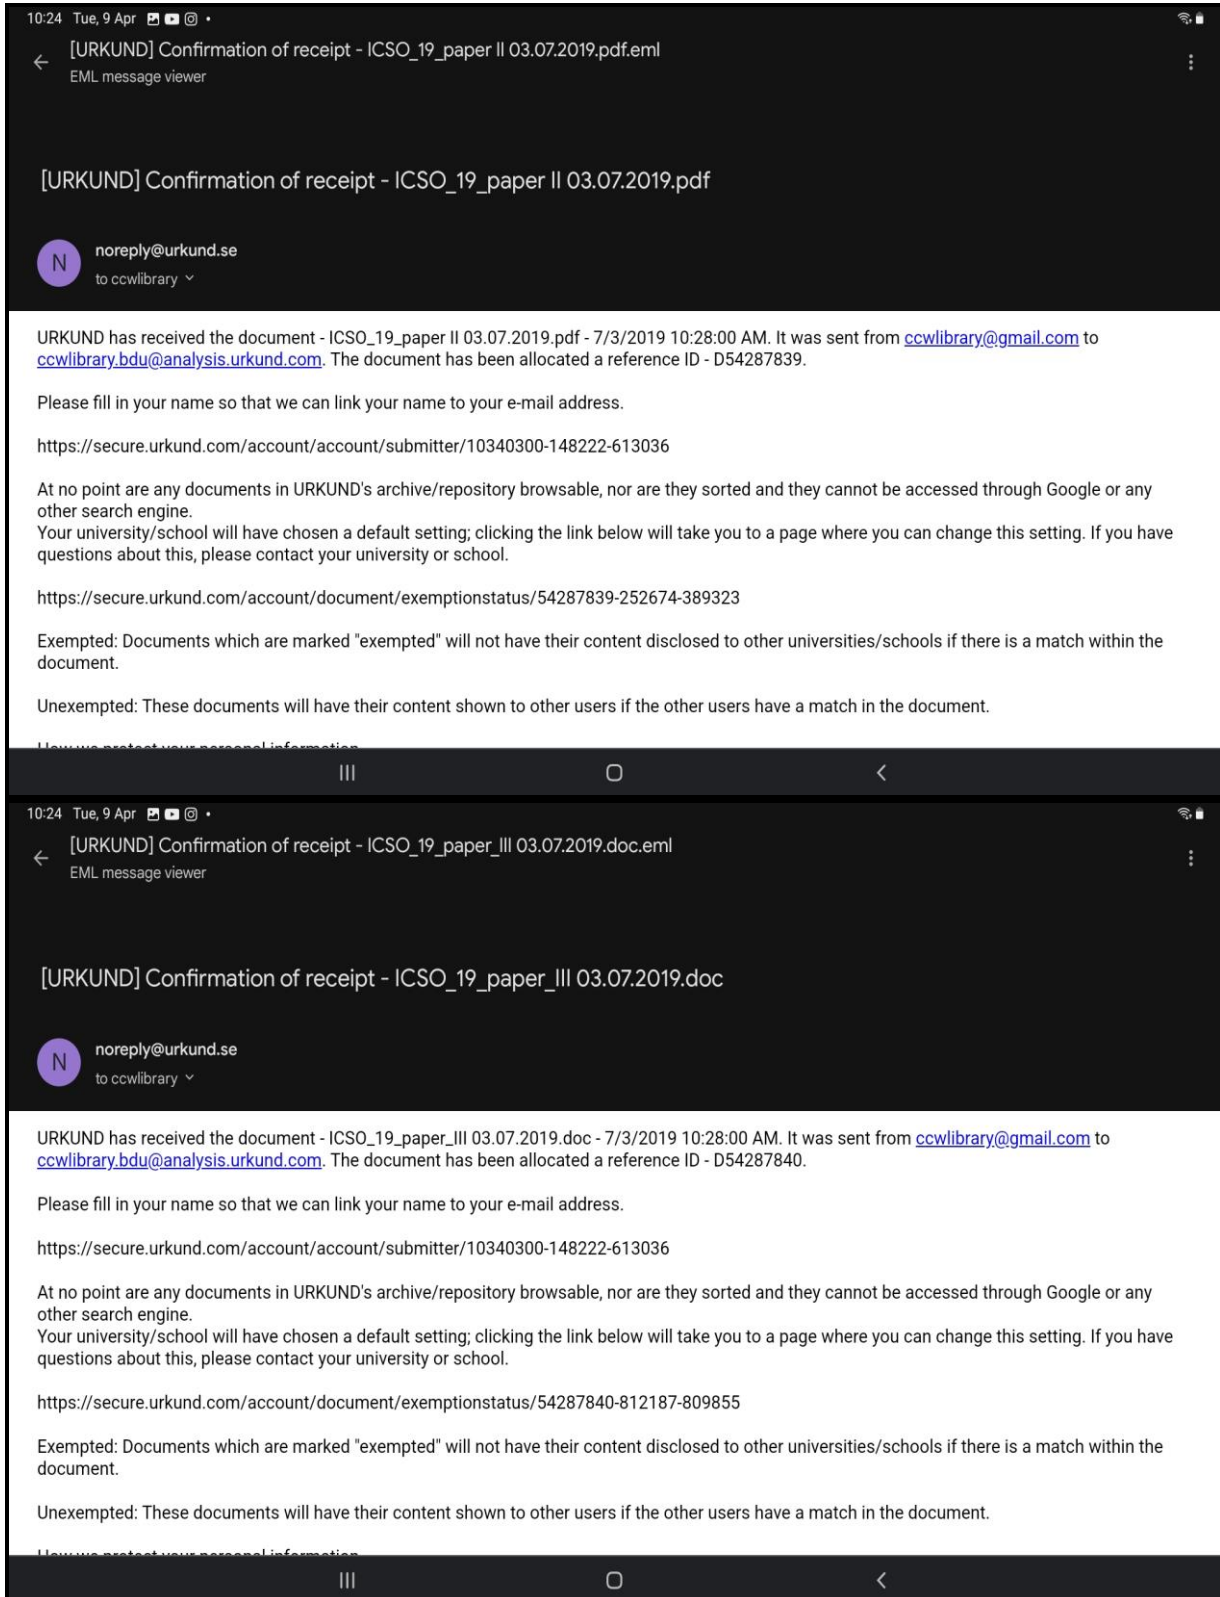 10:24 Tue, 9 Apr
[URKUND] Confirmation of receipt - ICSO_19_paper II 03.07.2019.pdf.eml
EML message viewer
[URKUND] Confirmation of receipt - ICSO_19_paper II 03.07.2019.pdf
N
noreply@urkund.se
to ccwlibrary
URKUND has received the document - ICSO_19_paper II 03.07.2019.pdf - 7/3/2019 10:28:00 AM. It was sent from ccwlibrary@gmail.com to
ccwlibrary.bdu@analysis.urkund.com. The document has been allocated a reference ID - D54287839.
Please fill in your name so that we can link your name to your e-mail address.
https://secure.urkund.com/account/account/submitter/10340300-148222-613036
At no point are any documents in URKUND's archive/repository browsable, nor are they sorted and they cannot be accessed through Google or any
other search engine.
Your university/school will have chosen a default setting; clicking the link below will take you to a page where you can change this setting. If you have
questions about this, please contact your university or school.
https://secure.urkund.com/account/document/exemptionstatus/54287839-252674-389323
Exempted: Documents which are marked "exempted" will not have their content disclosed to other universities/schools if there is a match within the
document.
Unexempted: These documents will have their content shown to other users if the other users have a match in the document.
How we protect your personal information
10:24 Tue, 9 Apr
[URKUND] Confirmation of receipt - ICSO_19_paper_III 03.07.2019.doc.eml
EML message viewer
[URKUND] Confirmation of receipt - ICSO_19_paper_III 03.07.2019.doc
N
noreply@urkund.se
to ccwlibrary
URKUND has received the document - ICSO_19_paper_III 03.07.2019.doc - 7/3/2019 10:28:00 AM. It was sent from ccwlibrary@gmail.com to
ccwlibrary.bdu@analysis.urkund.com. The document has been allocated a reference ID - D54287840.
Please fill in your name so that we can link your name to your e-mail address.
https://secure.urkund.com/account/account/submitter/10340300-148222-613036
At no point are any documents in URKUND's archive/repository browsable, nor are they sorted and they cannot be accessed through Google or any
other search engine.
Your university/school will have chosen a default setting; clicking the link below will take you to a page where you can change this setting. If you have
questions about this, please contact your university or school.
https://secure.urkund.com/account/document/exemptionstatus/54287840-812187-809855
Exempted: Documents which are marked "exempted" will not have their content disclosed to other universities/schools if there is a match within the
document.
Unexempted: These documents will have their content shown to other users if the other users have a match in the document.
How we protect your personal information